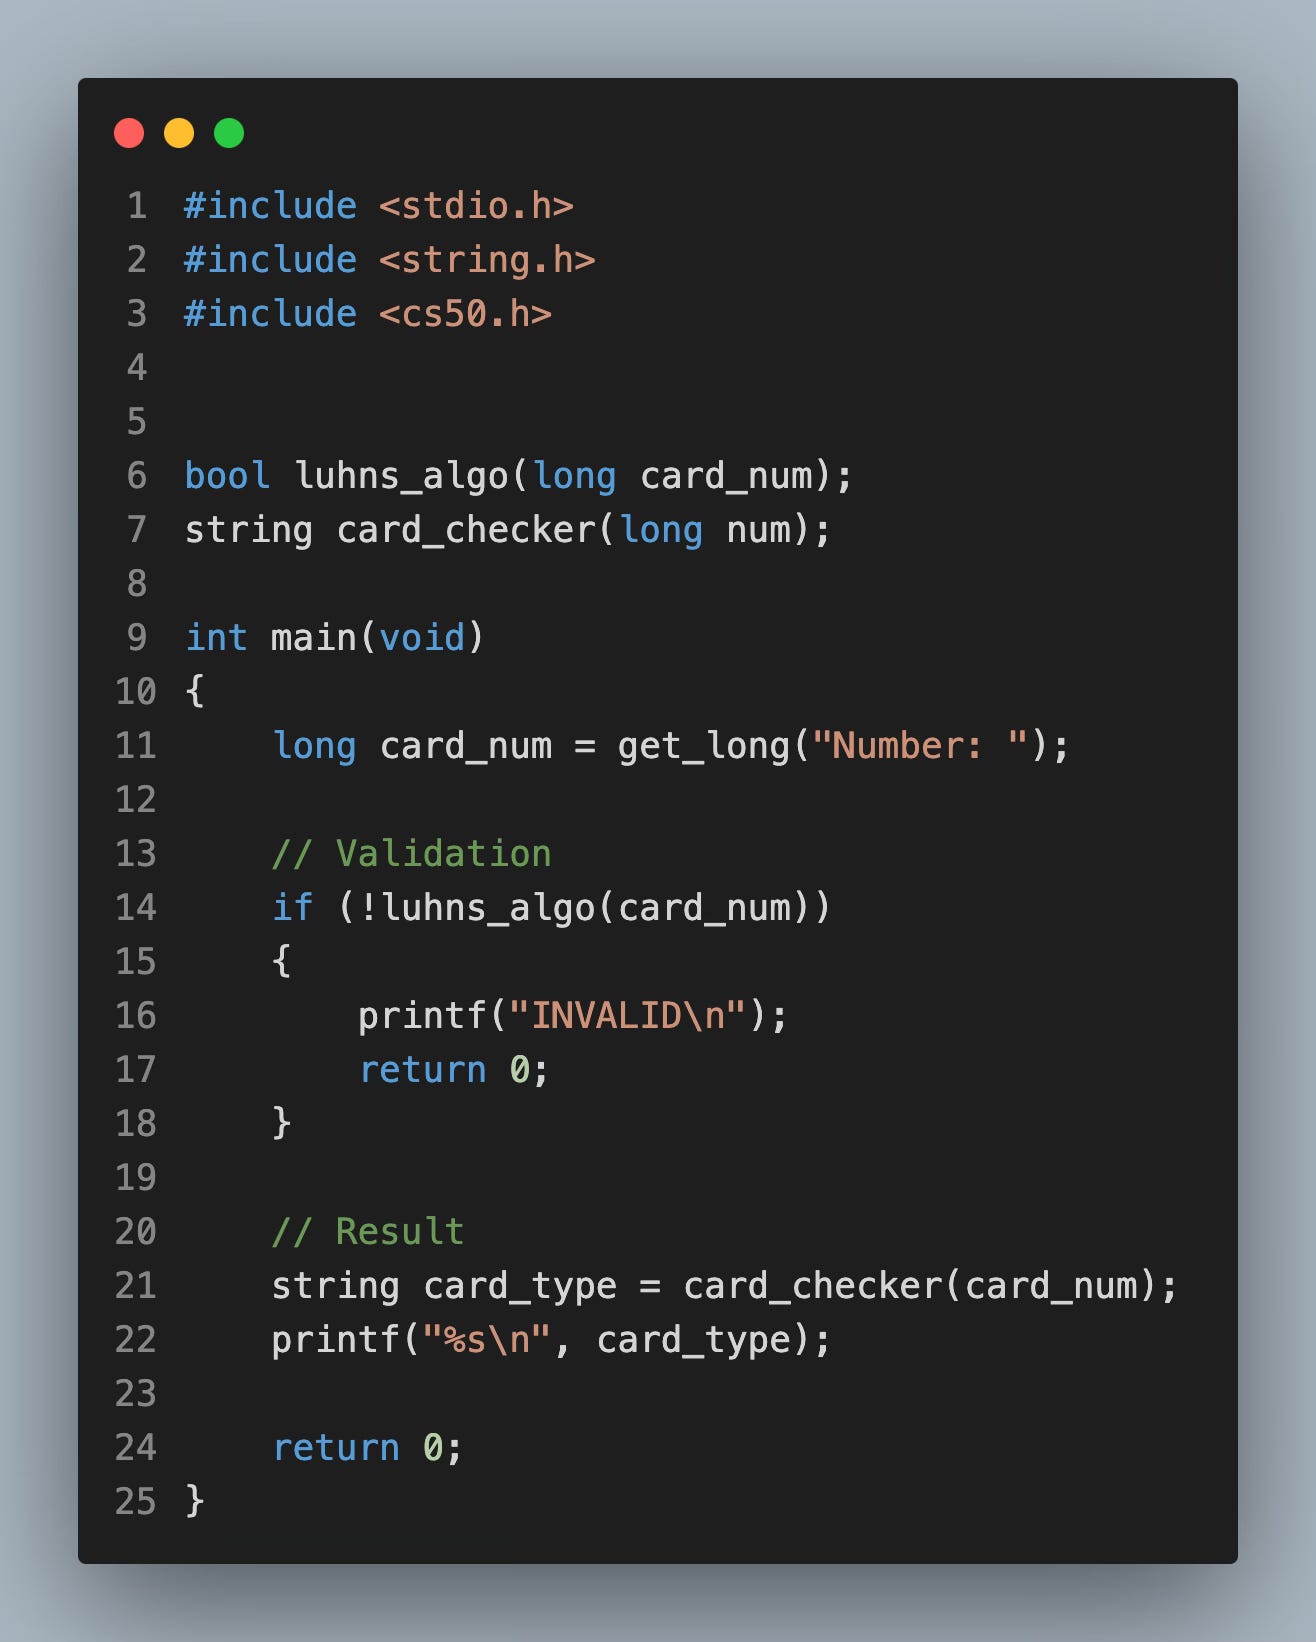 1 #include <stdio.h>
2 #include <string.h>
3 #include <cs50.h>
4
5
6 bool luhns_algo(long card_num);
7 string card_checker(long num);
8
9 int main(void)
10 {
11     long card_num = get_long("Number: ");
12
13     // Validation
14     if (!luhns_algo(card_num))
15     {
16         printf("INVALID\n");
17         return 0;
18     }
19
20     // Result
21     string card_type = card_checker(card_num);
22     printf("%s\n", card_type);
23
24     return 0;
25 }